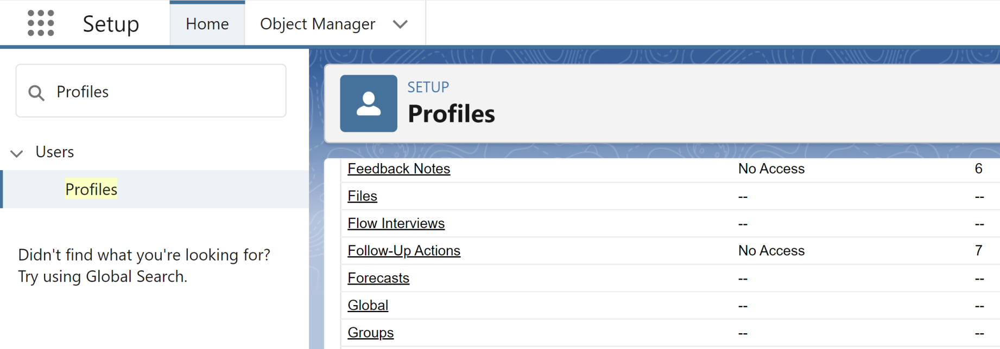 Setup
Home
Object Manager
Profiles
Users
Profiles
Didn't find what you're looking for?
Try using Global Search.
SETUP
Profiles
Feedback Notes No Access 6
Files -- --
Flow Interviews -- --
Follow-Up Actions No Access 7
Forecasts -- --
Global -- --
Groups -- --